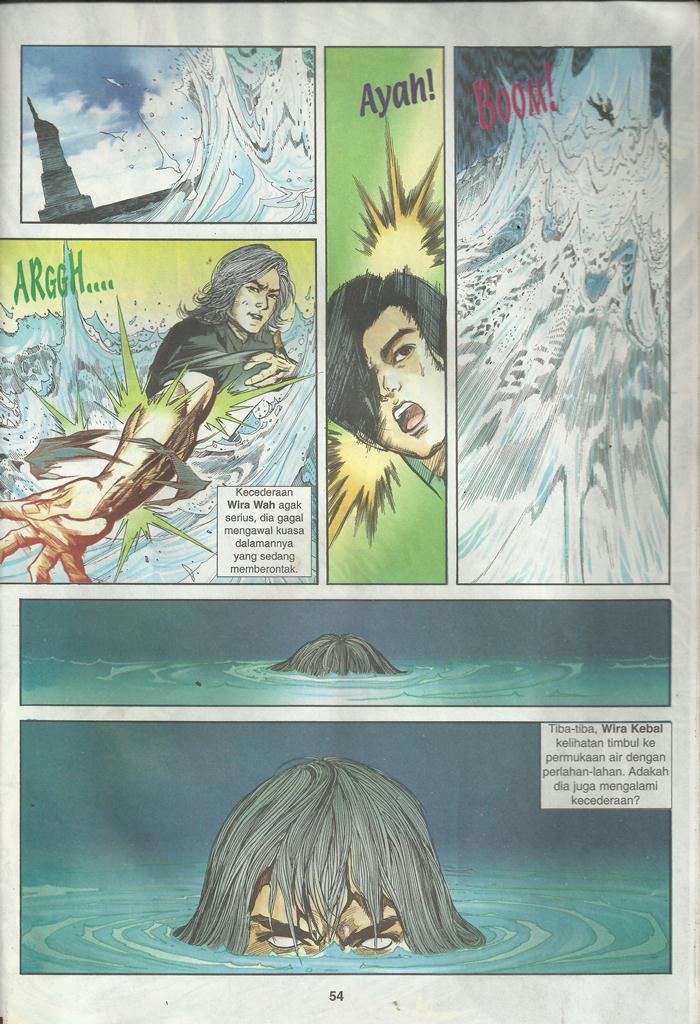 Ayah!
BOOM!
ARGGH....
Kecederaan
Wira Wah agak
serius, dia gagal
mengawal kuasa
dalamannya
yang sedang
memberontak.
Tiba-tiba, Wira Kebal
kelihatan timbul ke
permukaan air dengan
perlahan-lahan. Adakah
dia juga mengalami
kecederaan?
54